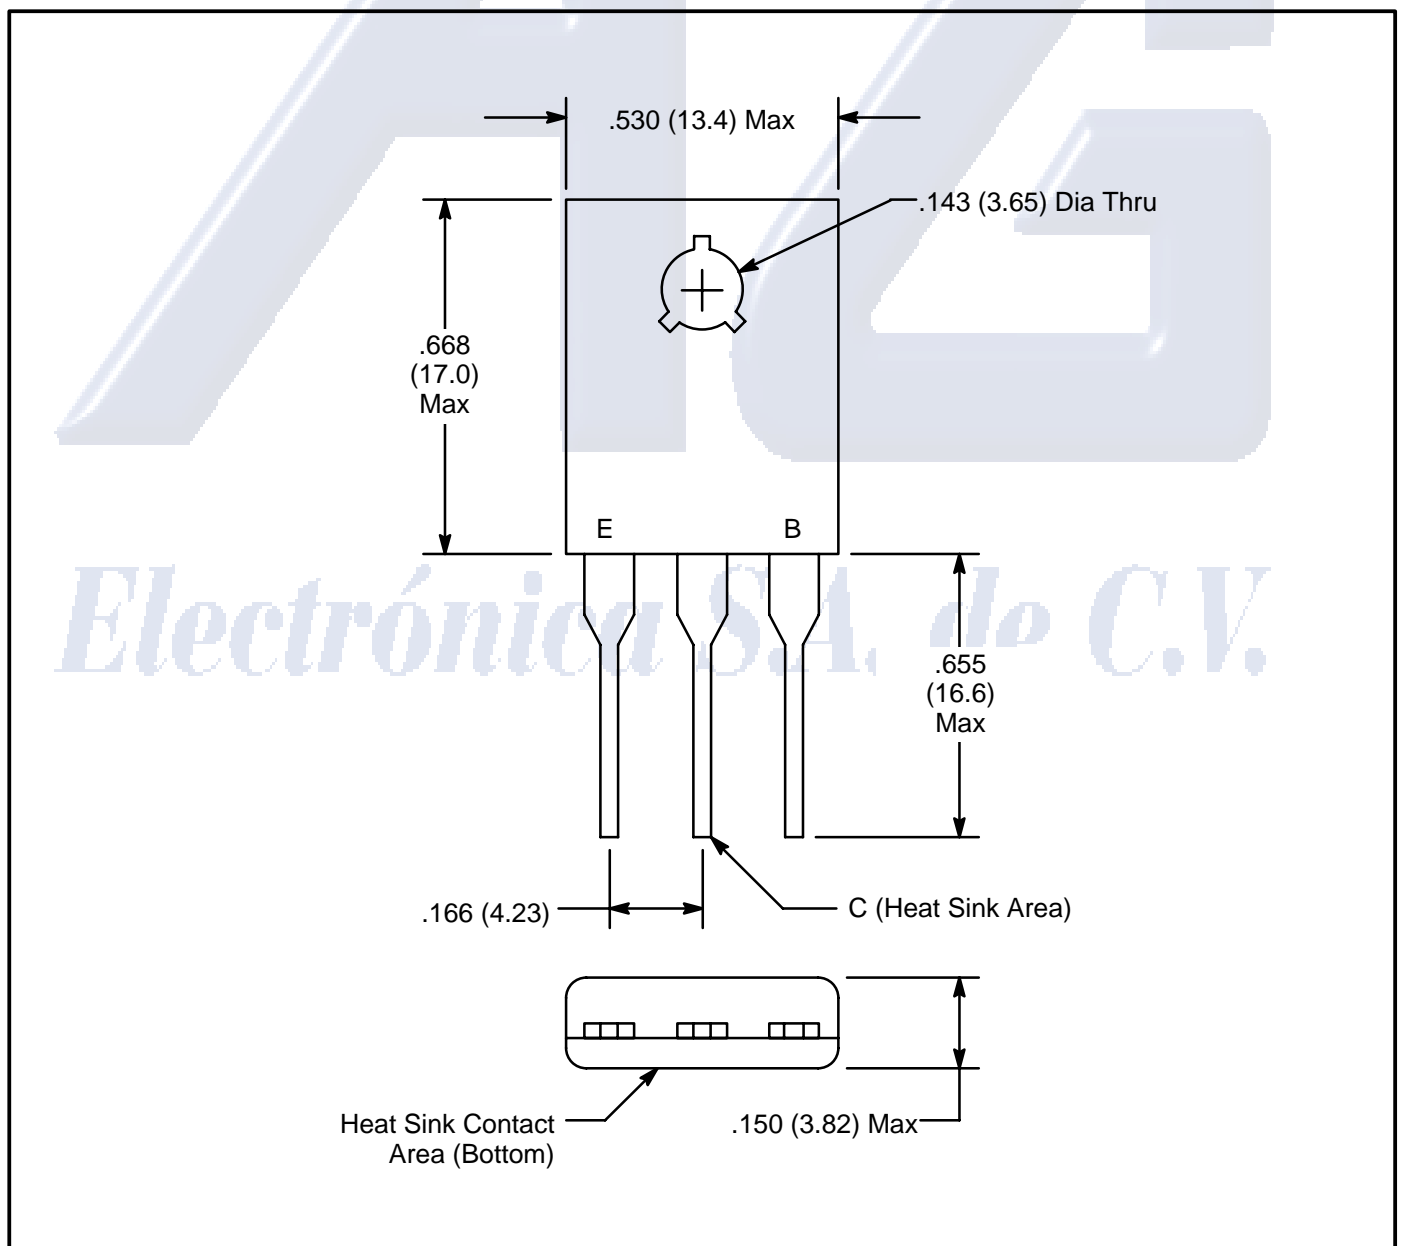 AG
.530 (13.4) Max
.143 (3.65) Dia Thru
.668
(17.0)
Max
E
B
Electrónica S.A. de C.V.
.655
(16.6)
Max
.166 (4.23)
C (Heat Sink Area)
Heat Sink Contact
Area (Bottom)
.150 (3.82) Max